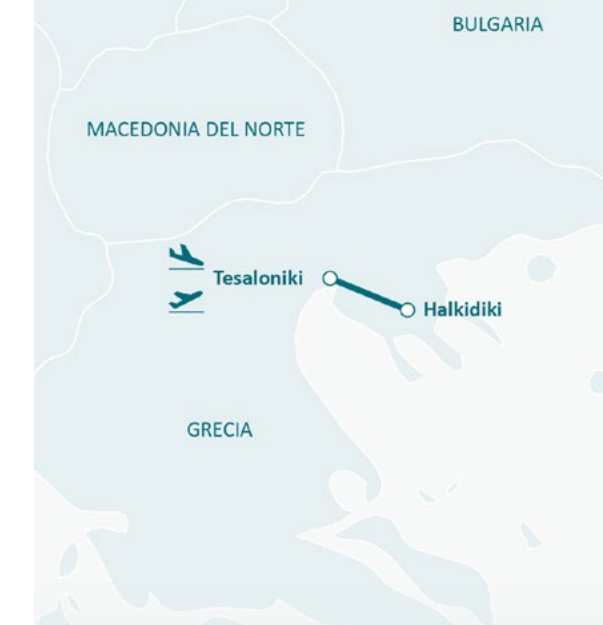 BULGARIA
MACEDONIA DEL NORTE
Tesaloniki
Halkidiki
GRECIA